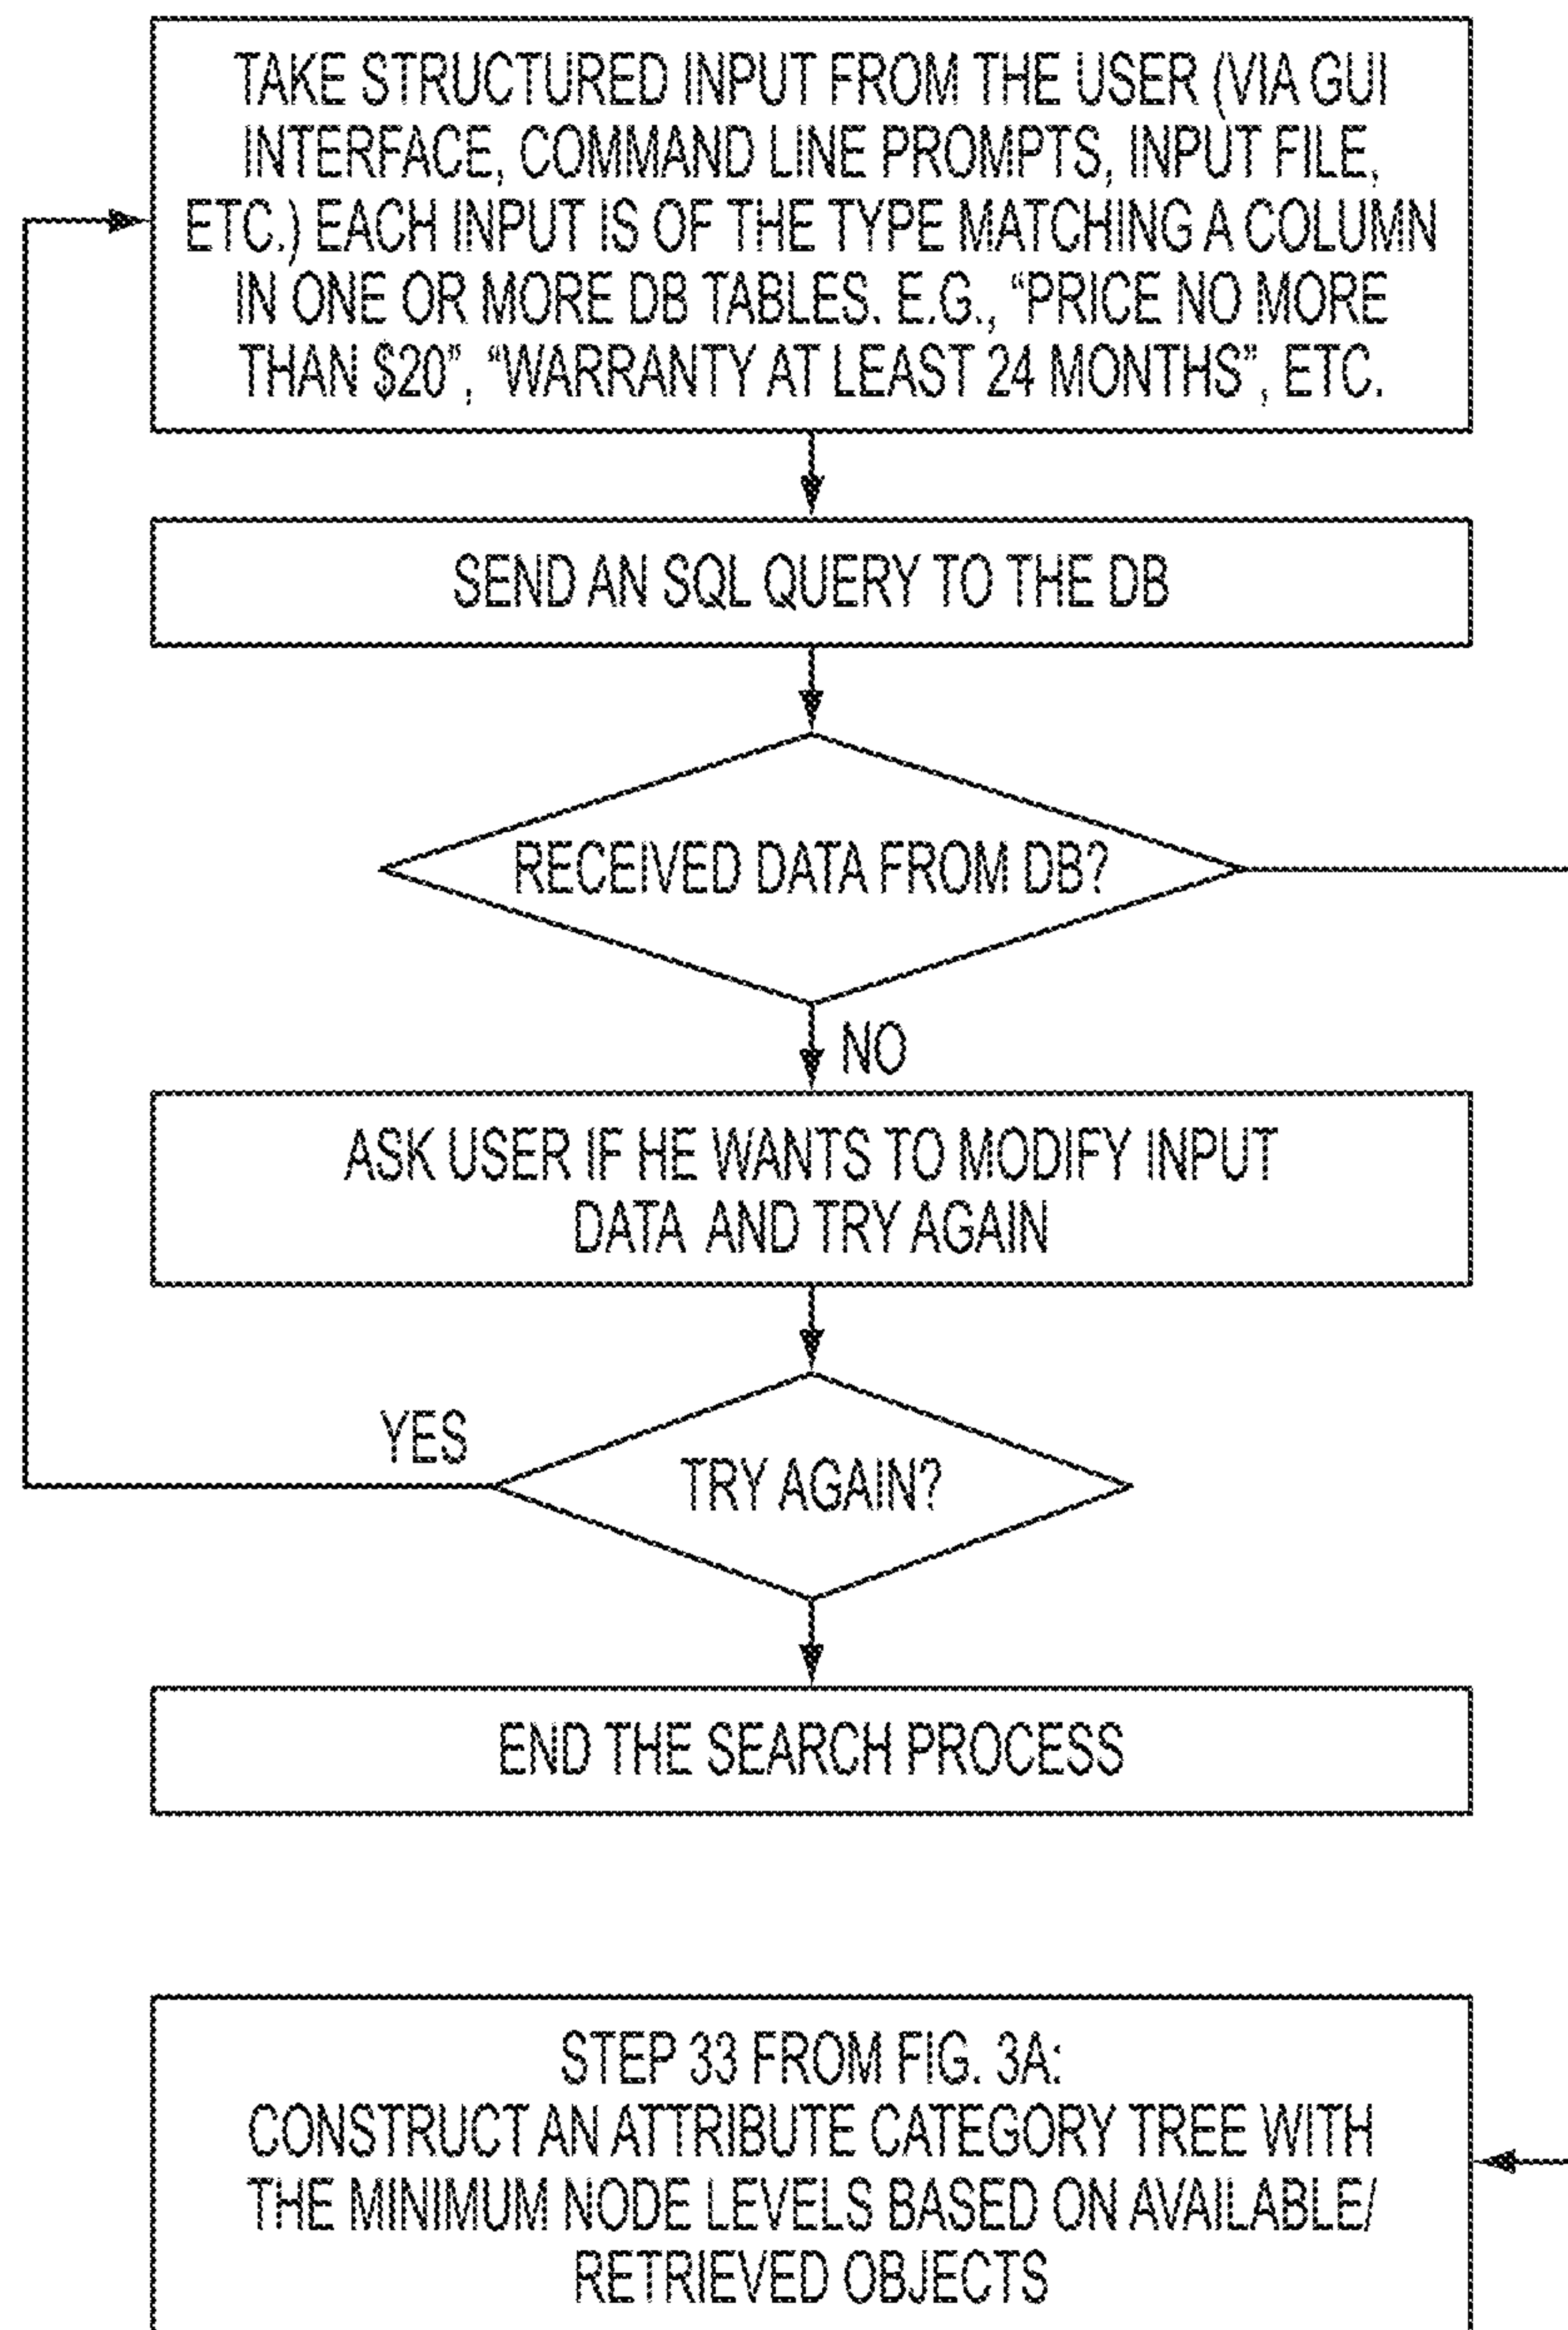 TAKE STRUCTURED INPUT FROM THE USER (VIA GUI
INTERFACE, COMMAND LINE PROMPTS, INPUT FILE,
ETC.) EACH INPUT IS OF THE TYPE MATCHING A COLUMN
IN ONE OR MORE DB TABLES. E.G., “PRICE NO MORE
THAN $20”, “WARRANTY AT LEAST 24 MONTHS”, ETC.
SEND AN SQL QUERY TO THE DB
RECEIVED DATA FROM DB?
NO
ASK USER IF HE WANTS TO MODIFY INPUT
DATA AND TRY AGAIN
YES
TRY AGAIN?
END THE SEARCH PROCESS
STEP 33 FROM FIG. 3A:
CONSTRUCT AN ATTRIBUTE CATEGORY TREE WITH
THE MINIMUM NODE LEVELS BASED ON AVAILABLE/
RETRIEVED OBJECTS